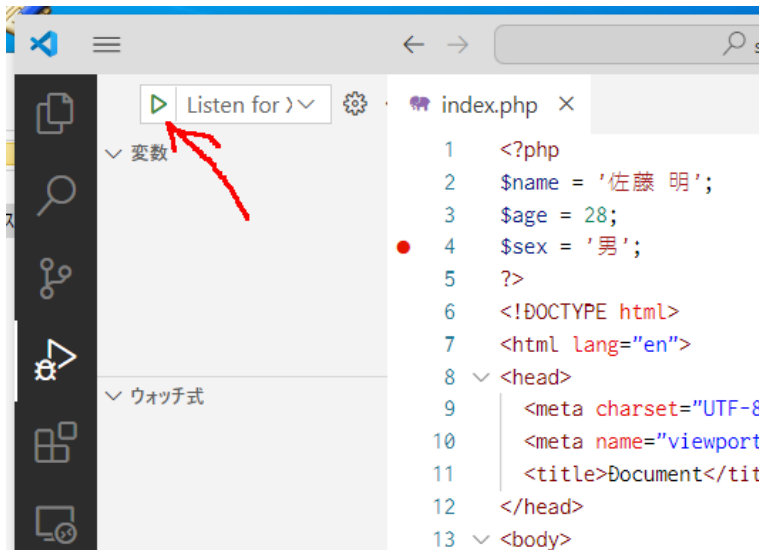 Listen for X
index.php
変数
ウォッチ式
1 <?php
2 $name = '佐藤 明';
3 $age = 28;
4 $sex = '男';
5 ?>
6 <!DOCTYPE html>
7 <html lang="en">
8 <head>
9 <meta charset="UTF-8
10 <meta name="viewport
11 <title>Document</tit
12 </head>
13 <body>